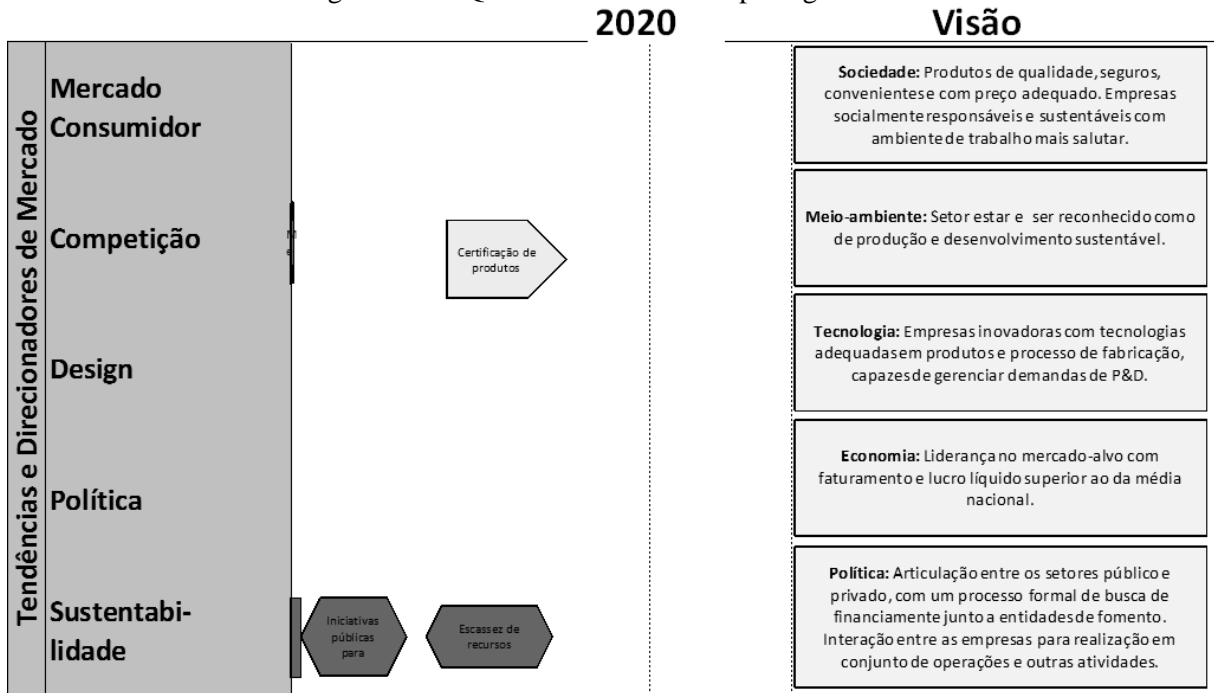 2020
Visão
Tendências e Direcionadores de Mercado
Mercado
Consumidor
Competição
Certificação de
produtos
Design
Política
Sustentabi-
lidade
Iniciativas
públicas
para
Escassez de
recursos
Sociedade: Produtos de qualidade, seguros,
convenientes e com preço adequado. Empresas
socialmente responsáveis e sustentáveis com
ambiente de trabalho mais salutar.
Meio-ambiente: Setor estar e ser reconhecido como
de produção e desenvolvimento sustentável.
Tecnologia: Empresas inovadoras com tecnologias
adequadas em produtos e processo de fabricação,
capazes de gerenciar demandas de P&D.
Economia: Liderança no mercado-alvo com
faturamento e lucro líquido superior ao da média
nacional.
Política: Articulação entre os setores público e
privado, com um processo formal de busca de
financiamente junto a entidades de fomento.
Interação entre as empresas para realização em
conjunto de operações e outras atividades.